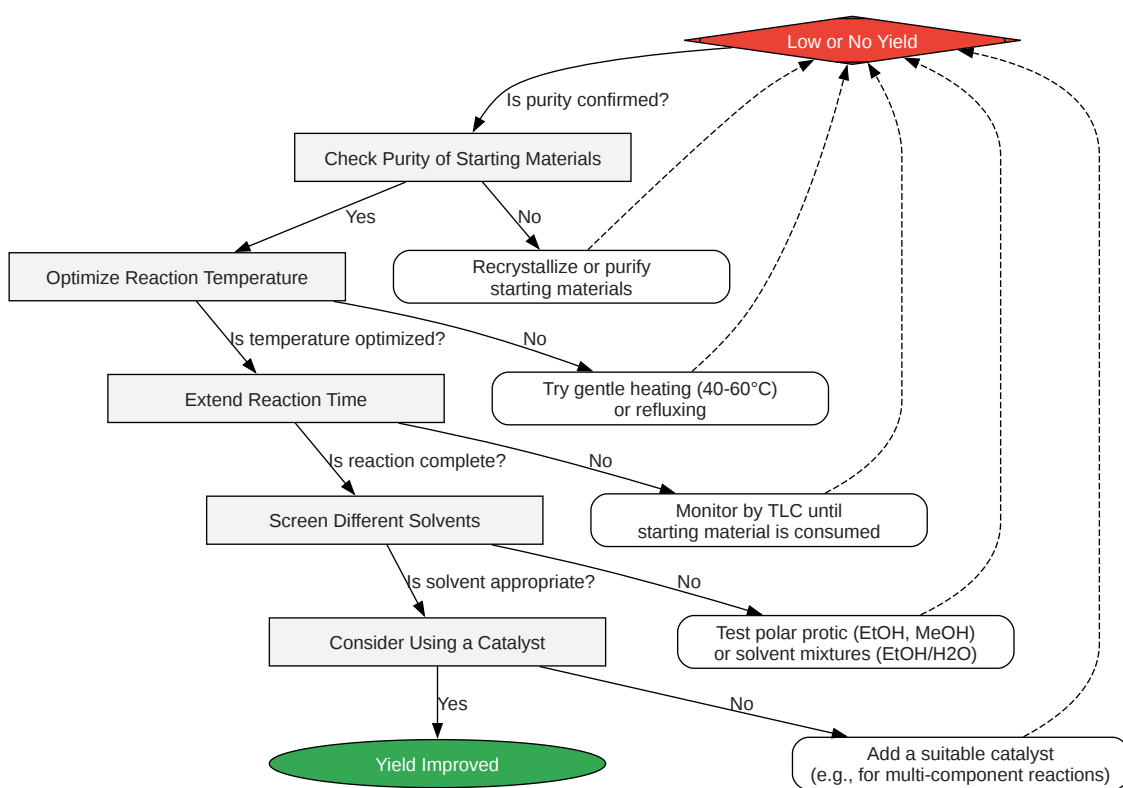 Low or No Yield
Is purity confirmed?
Check Purity of Starting Materials
Yes
No
Recrystallize or purify
starting materials
Optimize Reaction Temperature
Is temperature optimized?
No
Try gentle heating (40-60°C)
or refluxing
Extend Reaction Time
Is reaction complete?
No
Monitor by TLC until
starting material is consumed
Screen Different Solvents
Is solvent appropriate?
No
Test polar protic (EtOH, MeOH)
or solvent mixtures (EtOH/H2O)
Consider Using a Catalyst
Yes
No
Yield Improved
Add a suitable catalyst
(e.g., for multi-component reactions)